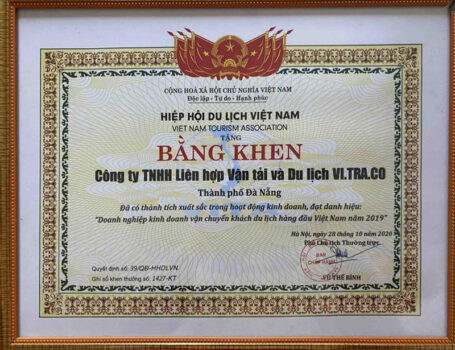 CỘNG HOÀ XÃ HỘI CHỦ NGHĨA VIỆT NAM
Độc lập - Tự do - Hạnh phúc
HIỆP HỘI DU LỊCH VIỆT NAM
VIET NAM TOURISM ASSOCIATION
TẶNG
BẰNG KHEN
Công ty TNHH Liên hợp Vận tải và Du lịch VI.TRA.CO
Thành phố Đà Nẵng
Đã có thành tích xuất sắc trong hoạt động kinh doanh, đạt danh hiệu:
"Doanh nghiệp kinh doanh vận chuyển khách du lịch hàng đầu Việt Nam năm 2019"
Hà Nội, ngày 28 tháng 10 năm 2020
Phó Chủ tịch Thường trực
BAN
CHẤP HÀNH
Quyết định số: 39/QĐ-HHDLVN.
Ghi sổ khen thưởng số: 1427-KT
VŨ THẾ BÌNH